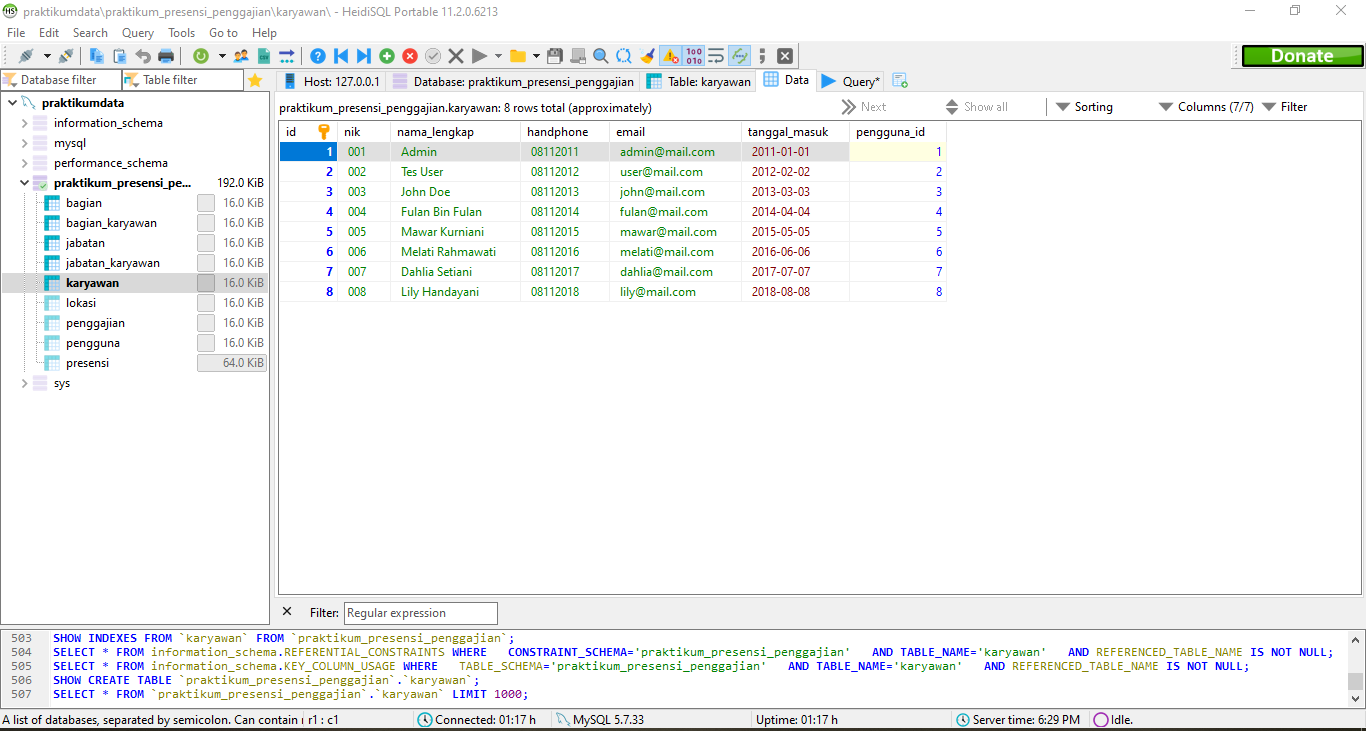 praktikumdata\praktikum_presensi_penggajian\karyawan\ - HeidiSQL Portable 11.2.0.6213
File Edit Search Query Tools Go to Help
Donate
Database filter Table filter
Host: 127.0.0.1 Database: praktikum_presensi_penggajian Table: karyawan Data Query*
praktikumdata
information_schema
mysql
performance_schema
praktikum_presensi_pe... 192.0 KiB
bagian 16.0 KiB
bagian_karyawan 16.0 KiB
jabatan 16.0 KiB
jabatan_karyawan 16.0 KiB
karyawan 16.0 KiB
lokasi 16.0 KiB
penggajian 16.0 KiB
pengguna 16.0 KiB
presensi 64.0 KiB
sys
praktikum_presensi_penggajian.karyawan: 8 rows total (approximately) Next Show all Sorting Columns (7/7) Filter
id nik nama_lengkap handphone email tanggal_masuk pengguna_id
1 001 Admin 08112011 admin@mail.com 2011-01-01 1
2 002 Tes User 08112012 user@mail.com 2012-02-02 2
3 003 John Doe 08112013 john@mail.com 2013-03-03 3
4 004 Fulan Bin Fulan 08112014 fulan@mail.com 2014-04-04 4
5 005 Mawar Kurniani 08112015 mawar@mail.com 2015-05-05 5
6 006 Melati Rahmawati 08112016 melati@mail.com 2016-06-06 6
7 007 Dahlia Setiani 08112017 dahlia@mail.com 2017-07-07 7
8 008 Lily Handayani 08112018 lily@mail.com 2018-08-08 8
Filter: Regular expression
503 SHOW INDEXES FROM `karyawan` FROM `praktikum_presensi_penggajian`;
504 SELECT * FROM information_schema.REFERENTIAL_CONSTRAINTS WHERE CONSTRAINT_SCHEMA='praktikum_presensi_penggajian' AND TABLE_NAME='karyawan' AND REFERENCED_TABLE_NAME IS NOT NULL;
505 SELECT * FROM information_schema.KEY_COLUMN_USAGE WHERE TABLE_SCHEMA='praktikum_presensi_penggajian' AND TABLE_NAME='karyawan' AND REFERENCED_TABLE_NAME IS NOT NULL;
506 SHOW CREATE TABLE `praktikum_presensi_penggajian`.`karyawan`;
507 SELECT * FROM `praktikum_presensi_penggajian`.`karyawan` LIMIT 1000;
A list of databases, separated by semicolon. Can contain r1 : c1 Connected: 01:17 h MySQL 5.7.33 Uptime: 01:17 h Server time: 6:29 PM Idle.